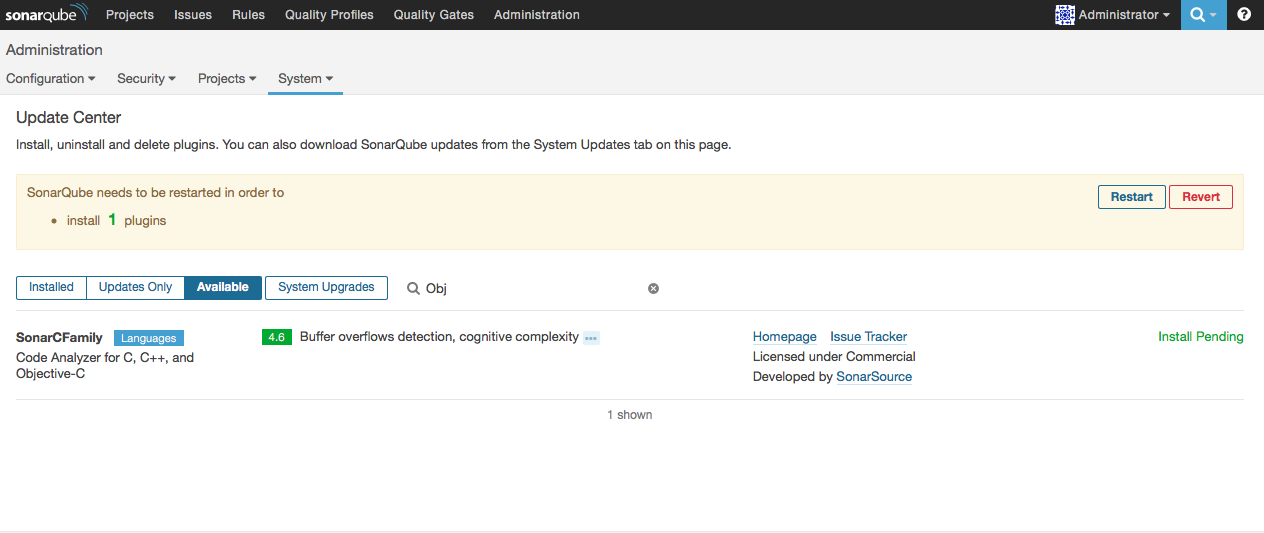 sonarqube Projects Issues Rules Quality Profiles Quality Gates Administration Administrator ?
Administration
Configuration Security Projects System
Update Center
Install, uninstall and delete plugins. You can also download SonarQube updates from the System Updates tab on this page.
SonarQube needs to be restarted in order to Restart Revert
• install 1 plugins
Installed Updates Only Available System Upgrades Obj
SonarCFamily Languages 4.6 Buffer overflows detection, cognitive complexity ... Homepage Issue Tracker Install Pending
Code Analyzer for C, C++, and Licensed under Commercial
Objective-C Developed by SonarSource
1 shown